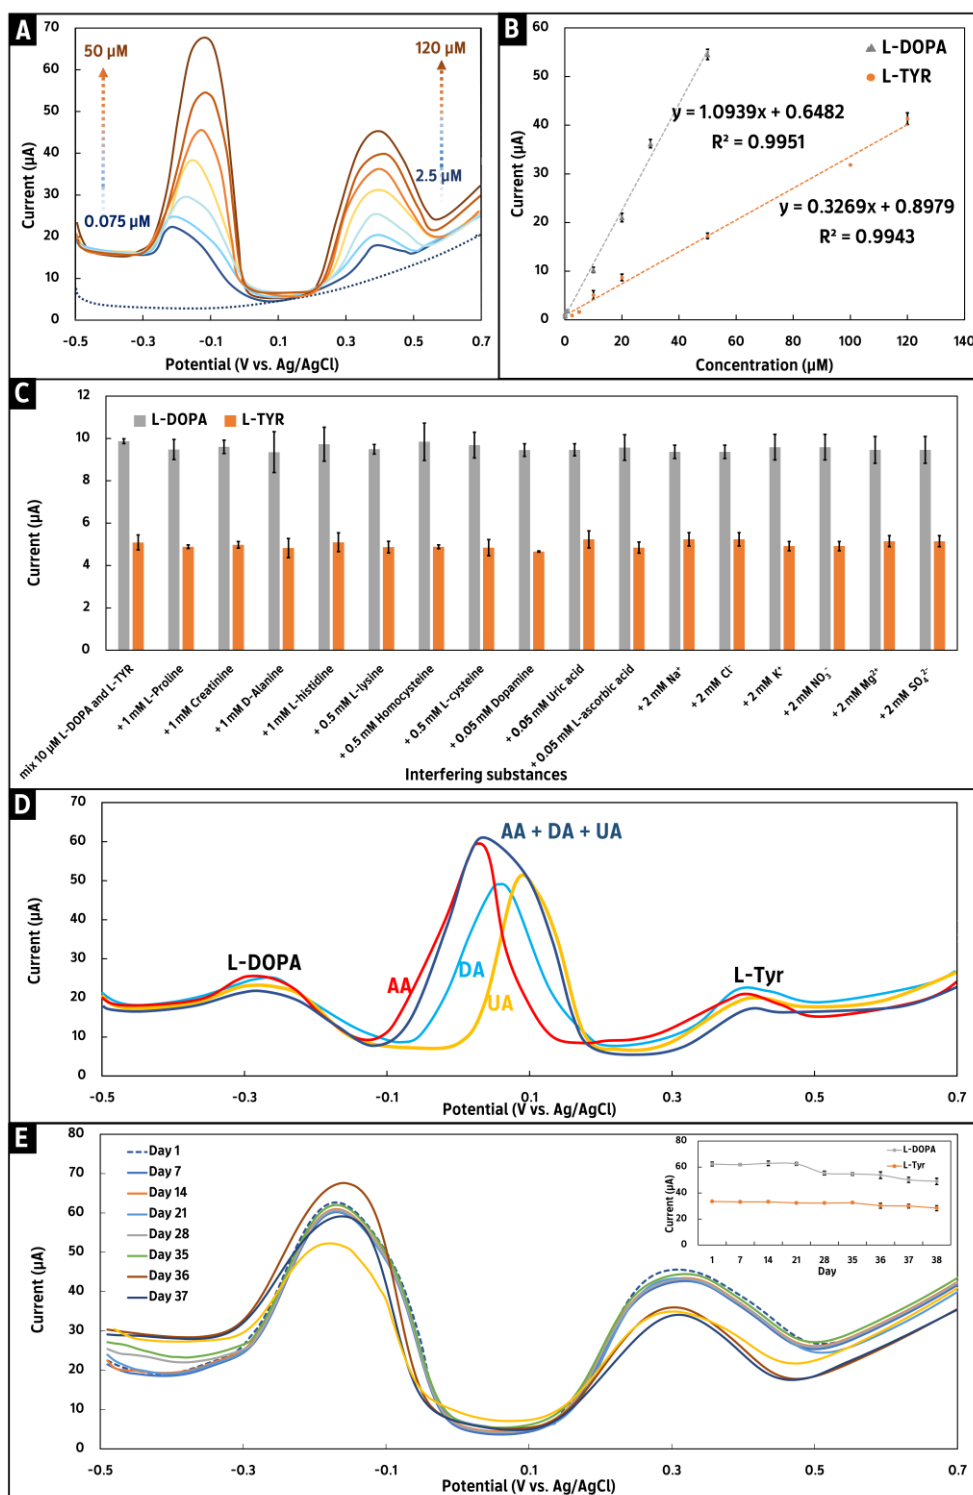 A
70
60
50
40
30
20
10
0
Current (µA)
50 µM
0.075 µM
120 µM
2.5 µM
-0.5
-0.3
-0.1
0.1
0.3
0.5
0.7
Potential (V vs. Ag/AgCl)
B
60
50
40
30
20
10
0
Current (µA)
L-DOPA
L-TYR
y = 1.0939x + 0.6482
R² = 0.9951
y = 0.3269x + 0.8979
R² = 0.9943
0
20
40
60
80
100
120
140
Concentration (µM)
C
12
10
8
6
4
2
0
Current (µA)
L-DOPA
L-TYR
mix 10 µM L-DOPA and L-TYR
+ 1 mM L-Proline
+ 1 mM Creatinine
+ 1 mM D-Alanine
+ 1 mM L-histidine
+ 0.5 mM L-lysine
+ 0.5 mM Homocysteine
+ 0.5 mM L-cysteine
+ 0.05 mM Dopamine
+ 0.05 mM Uric acid
+ 0.05 mM L-ascorbic acid
+ 2 mM Na⁺
+ 2 mM Cl⁻
+ 2 mM K⁺
+ 2 mM NO₃⁻
+ 2 mM Mg²⁺
+ 2 mM SO₄²⁻
Interfering substances
D
70
60
50
40
30
20
10
0
Current (µA)
L-DOPA
AA
DA
UA
AA + DA + UA
L-Tyr
-0.5
-0.3
-0.1
0.1
0.3
0.5
0.7
Potential (V vs. Ag/AgCl)
E
80
70
60
50
40
30
20
10
0
Current (µA)
Day 1
Day 7
Day 14
Day 21
Day 28
Day 35
Day 36
Day 37
80
60
40
20
0
Current (µA)
L-DOPA
L-Tyr
1
7
14
21
28
35
36
37
38
Day
-0.5
-0.3
-0.1
0.1
0.3
0.5
0.7
Potential (V vs. Ag/AgCl)